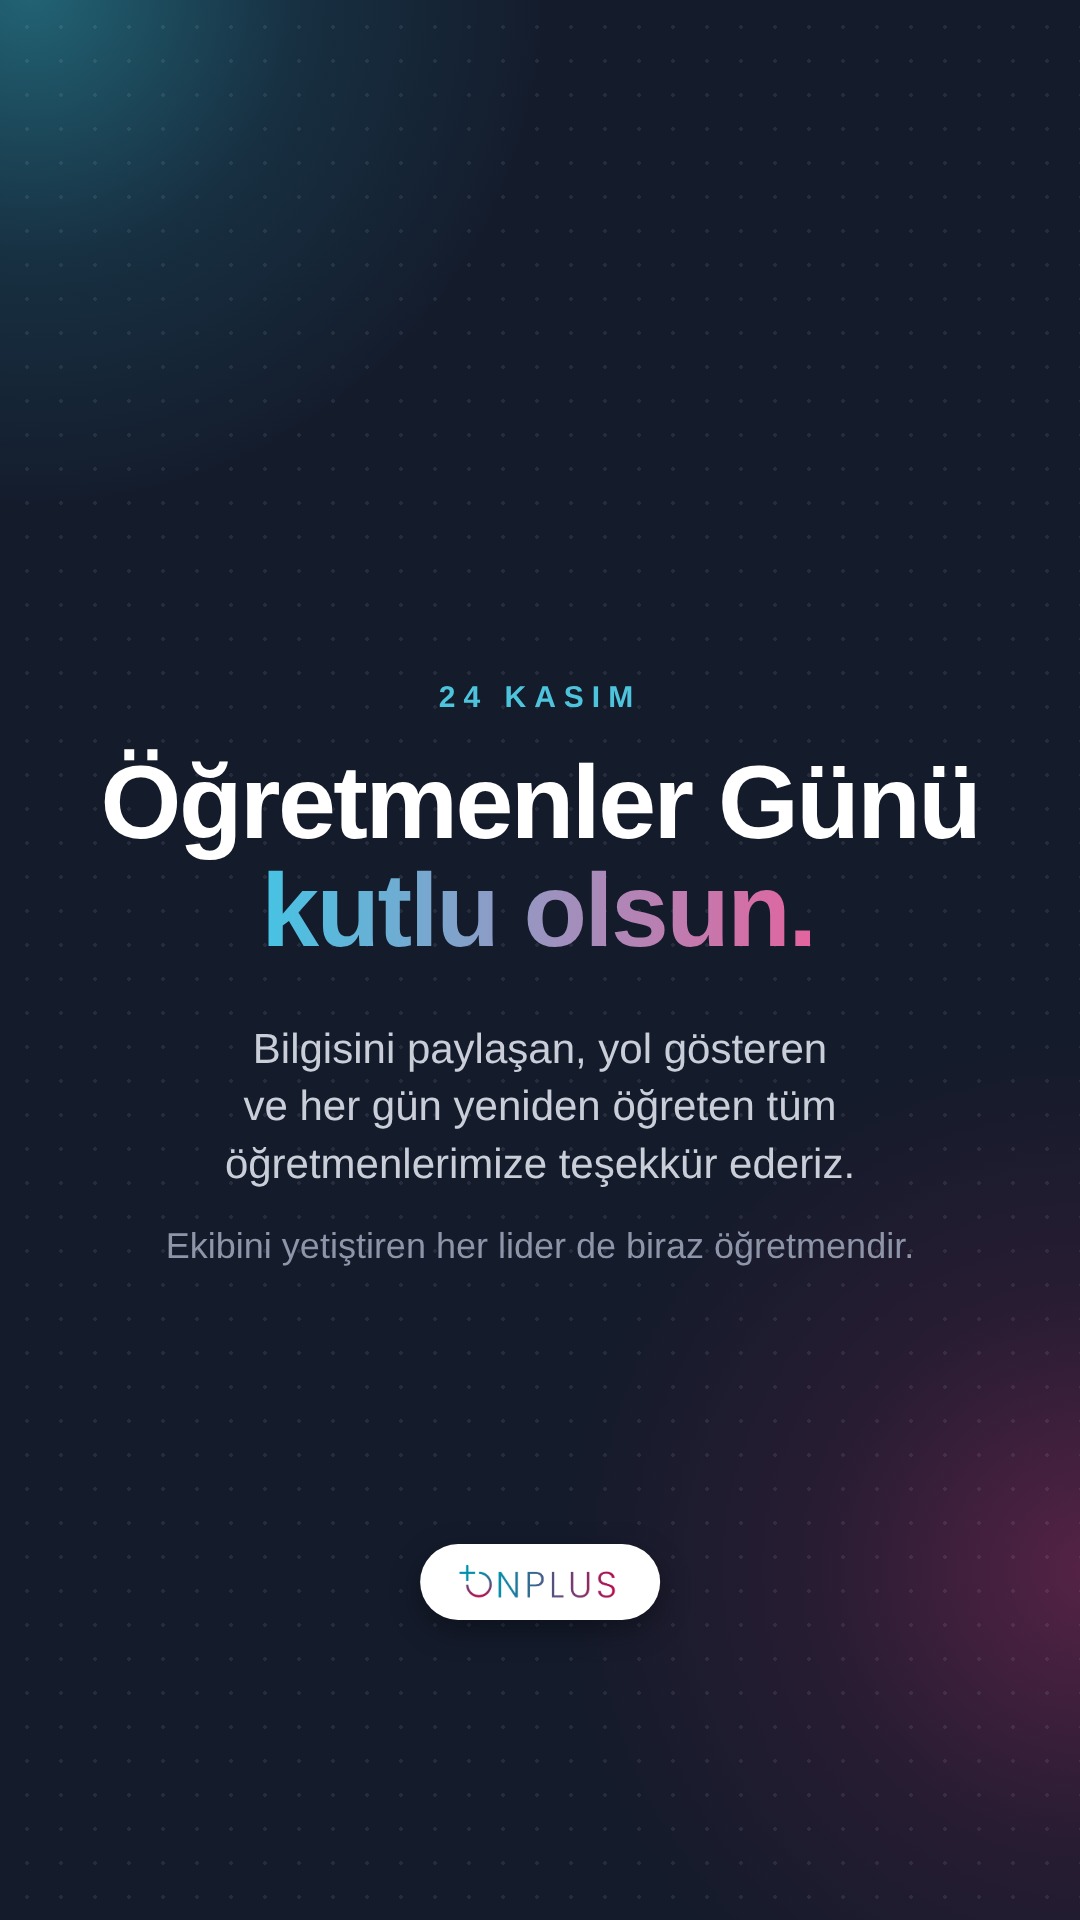 24 KASIM
Öğretmenler Günü
kutlu olsun.
Bilgisini paylaşan, yol gösteren
ve her gün yeniden öğreten tüm
öğretmenlerimize teşekkür ederiz.
Ekibini yetiştiren her lider de biraz öğretmendir.
ONPLUS